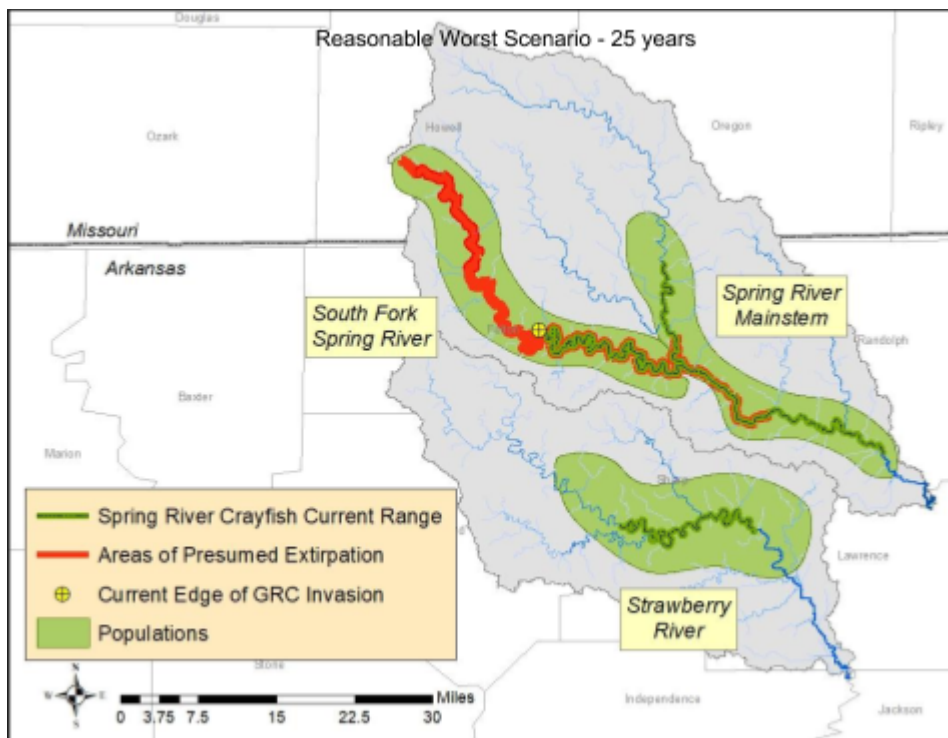 Douglas
Reasonable Worst Scenario - 25 years
Howell
Oregon
Ripley
Ozark
Missouri
Arkansas
South Fork
Spring River
Spring River
Mainstem
Randolph
Baxter
Marion
Spring River Crayfish Current Range
Areas of Presumed Extirpation
Current Edge of GRC Invasion
Populations
Lawrence
Strawberry
River
Stone
N
W
E
S
Miles
0 3.75 7.5 15 22.5 30
Independence
Jackson